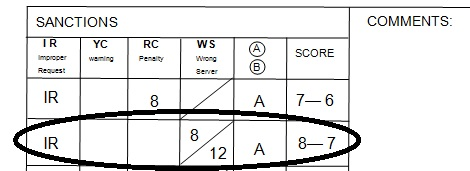 SANCTIONS COMMENTS:
IR YC RC WS A SCORE
Improper warning Penalty Wrong B
Request Server
IR 8 A 7— 6
IR 8 12 A 8— 7